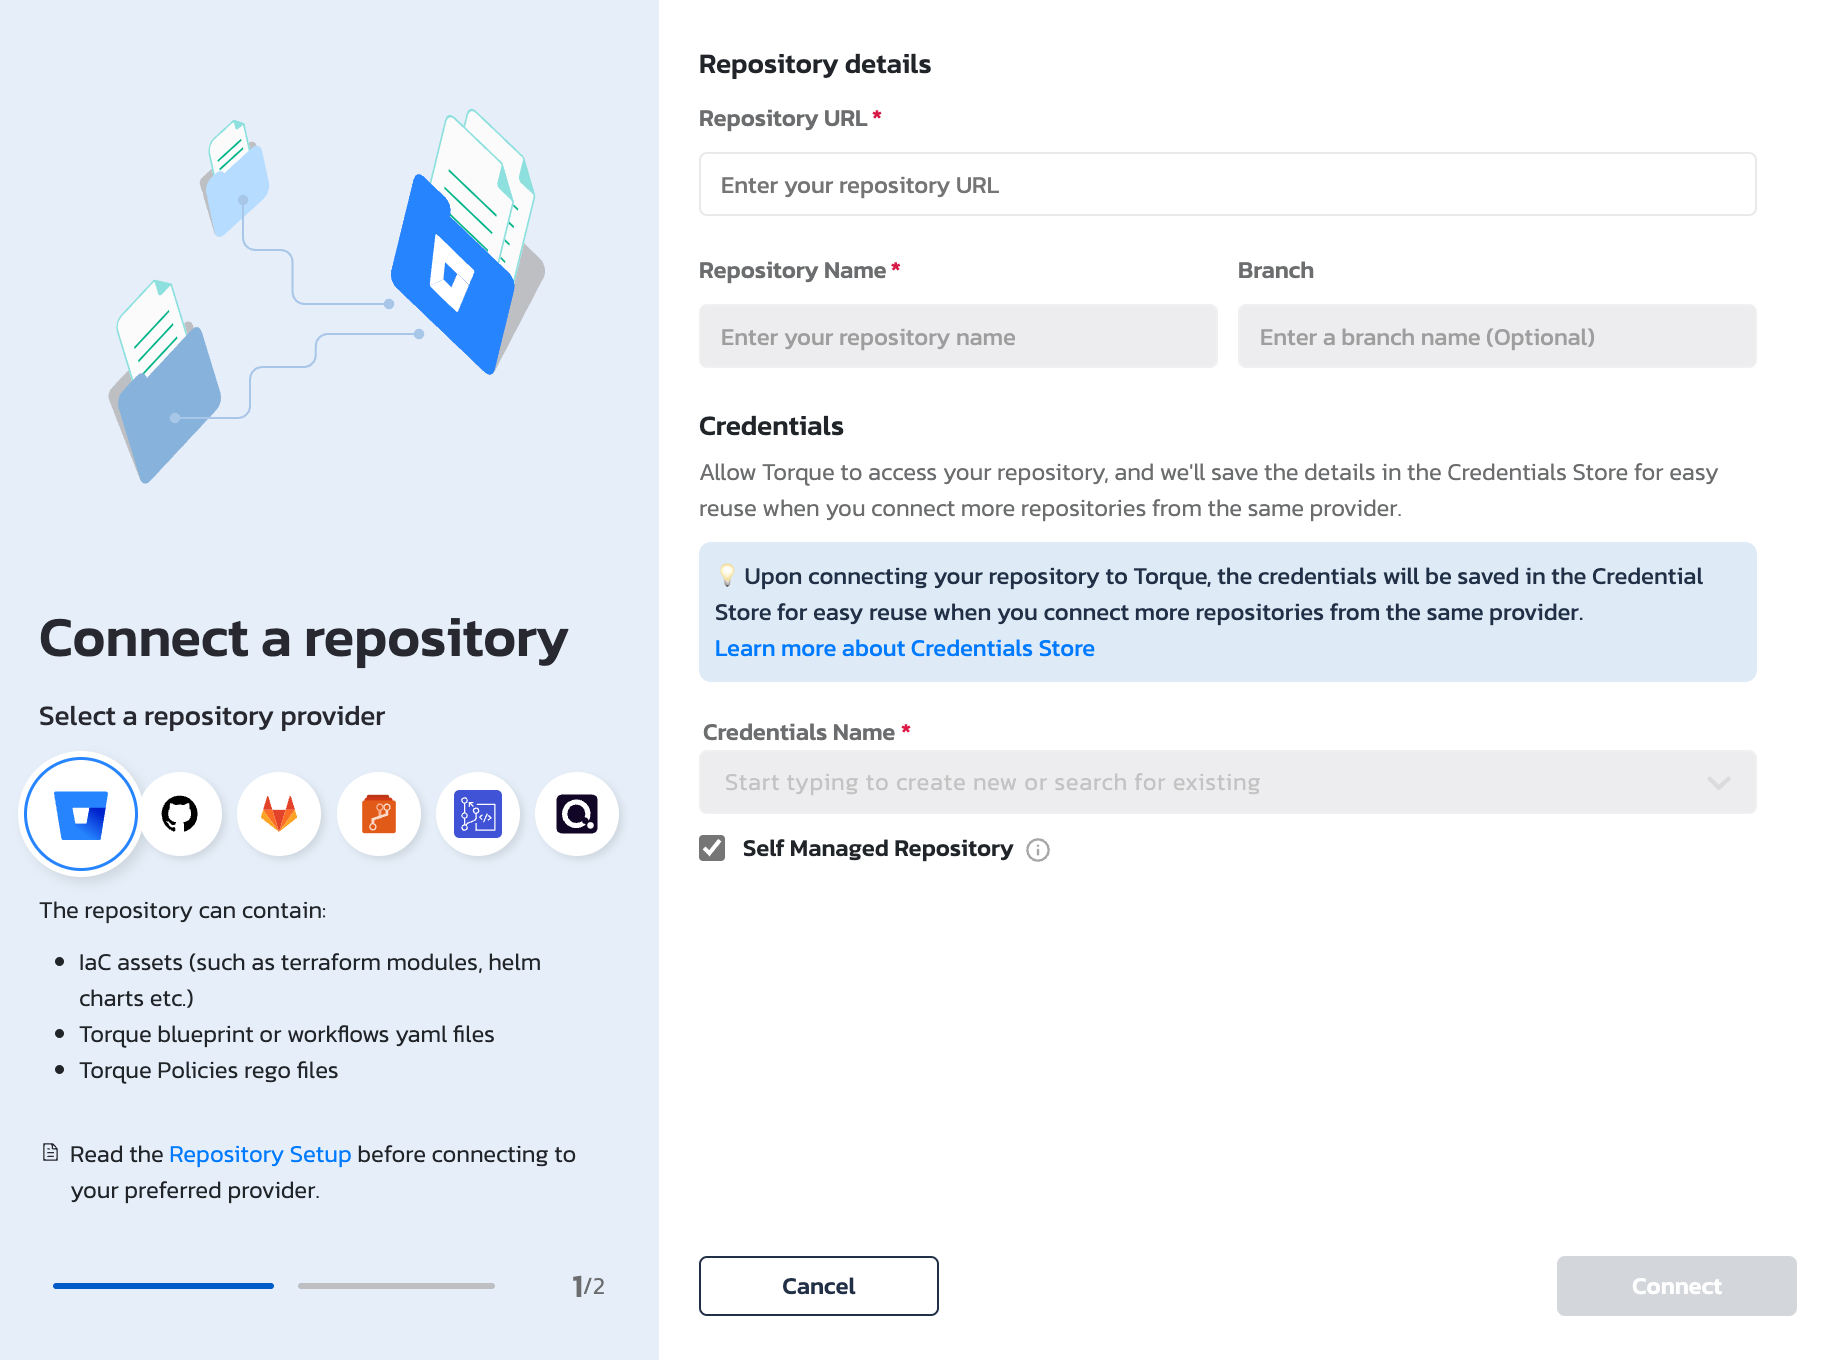 Connect a repository
Select a repository provider
The repository can contain:
IaC assets (such as terraform modules, helm
charts etc.)
Torque blueprint or workflows yaml files
Torque Policies rego files
Read the Repository Setup before connecting to
your preferred provider.
1/2
Repository details
Repository URL *
Enter your repository URL
Repository Name *
Branch
Enter your repository name
Enter a branch name (Optional)
Credentials
Allow Torque to access your repository, and we'll save the details in the Credentials Store for easy
reuse when you connect more repositories from the same provider.
💡 Upon connecting your repository to Torque, the credentials will be saved in the Credential
Store for easy reuse when you connect more repositories from the same provider.
Learn more about Credentials Store
Credentials Name *
Start typing to create new or search for existing
Self Managed Repository
Cancel
Connect